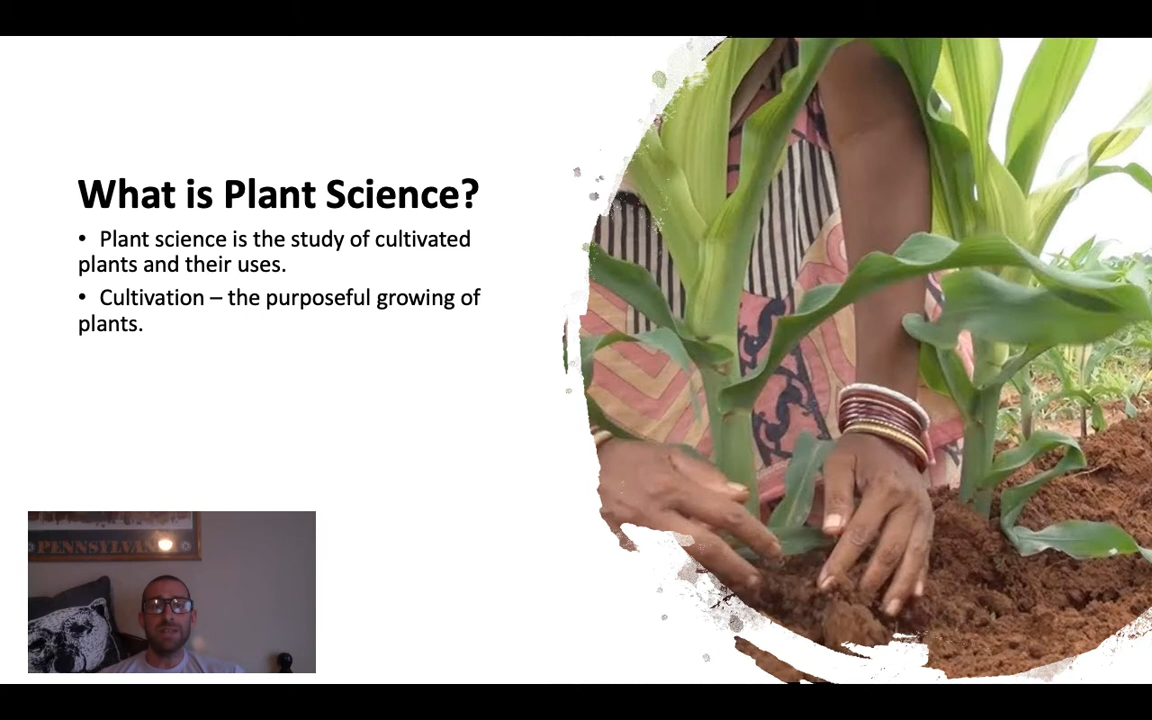 What is Plant Science?
• Plant science is the study of cultivated
plants and their uses.
• Cultivation – the purposeful growing of
plants.
PENNSYLVANIA